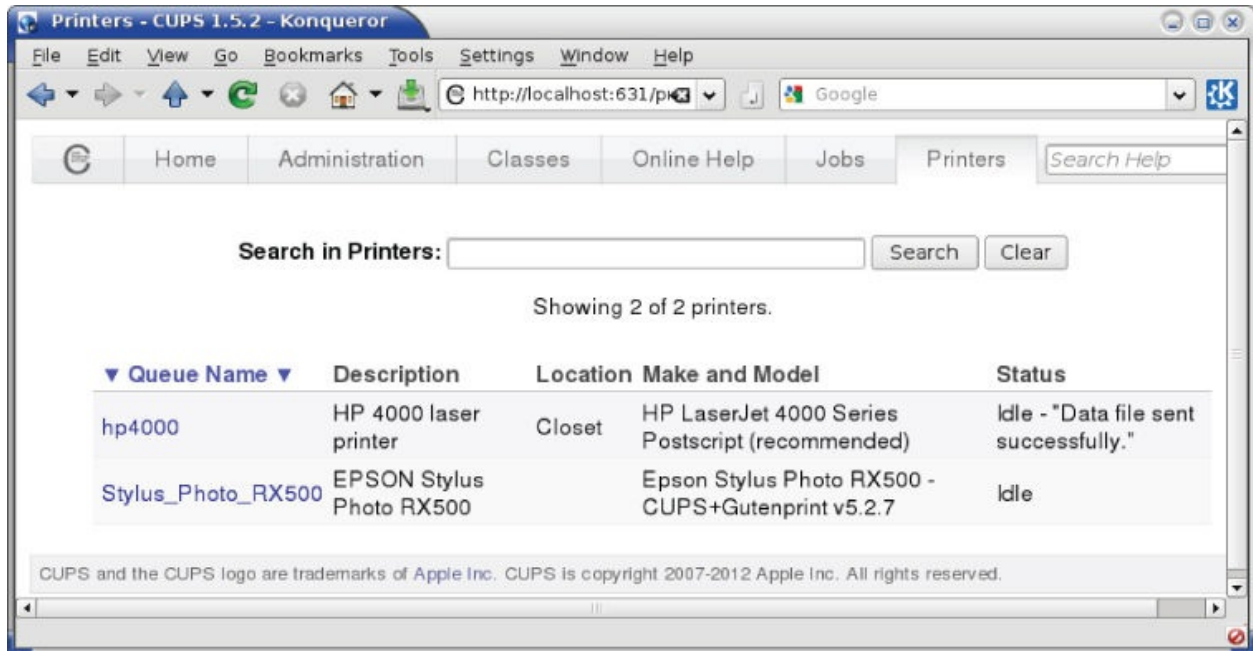 Printers - CUPS 1.5.2 - Konqueror
File Edit View Go Bookmarks Tools Settings Window Help
http://localhost:631/pr Google
Home Administration Classes Online Help Jobs Printers Search Help
Search in Printers: Search Clear
Showing 2 of 2 printers.
▼ Queue Name ▼ Description Location Make and Model Status
hp4000 HP 4000 laser printer Closet HP LaserJet 4000 Series Postscript (recommended) Idle - "Data file sent successfully."
Stylus_Photo_RX500 EPSON Stylus Photo RX500 Epson Stylus Photo RX500 - CUPS+Gutenprint v5.2.7 Idle
CUPS and the CUPS logo are trademarks of Apple Inc. CUPS is copyright 2007-2012 Apple Inc. All rights reserved.